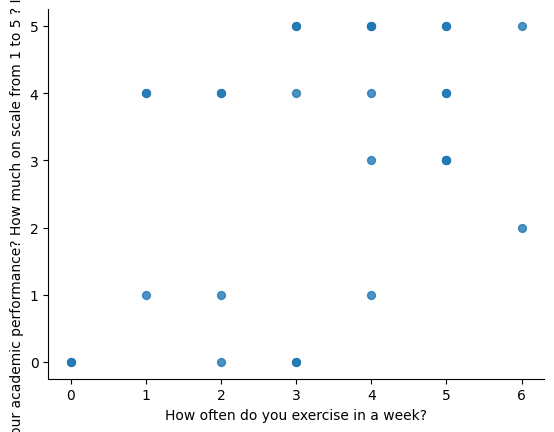 our academic performance? How much on scale from 1 to 5 ?
5
4
3
2
1
0
0 1 2 3 4 5 6
How often do you exercise in a week?